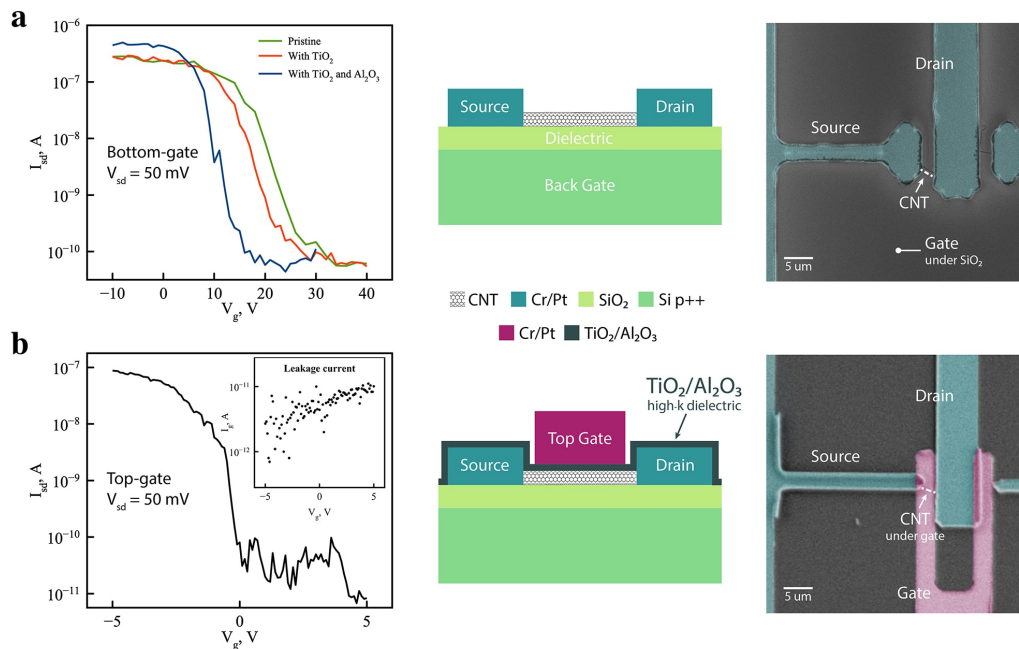 a
10⁻⁶
10⁻⁷
10⁻⁸
10⁻⁹
10⁻¹⁰
I_sd, A
Pristine
With TiO₂
With TiO₂ and Al₂O₃
Bottom-gate
V_sd = 50 mV
−10 0 10 20 30 40
V_g, V
Source
Drain
Dielectric
Back Gate
Drain
Source
CNT
Gate
under SiO₂
5 um
CNT Cr/Pt SiO₂ Si p++
Cr/Pt TiO₂/Al₂O₃
b
10⁻⁷
10⁻⁸
10⁻⁹
10⁻¹⁰
10⁻¹¹
I_sd, A
Top-gate
V_sd = 50 mV
Leakage current
10⁻¹¹
10⁻¹²
−5 0 5
V_g, V
−5 0 5
V_g, V
TiO₂/Al₂O₃
high-k dielectric
Top Gate
Source
Drain
Drain
Source
CNT
under gate
Gate
5 um